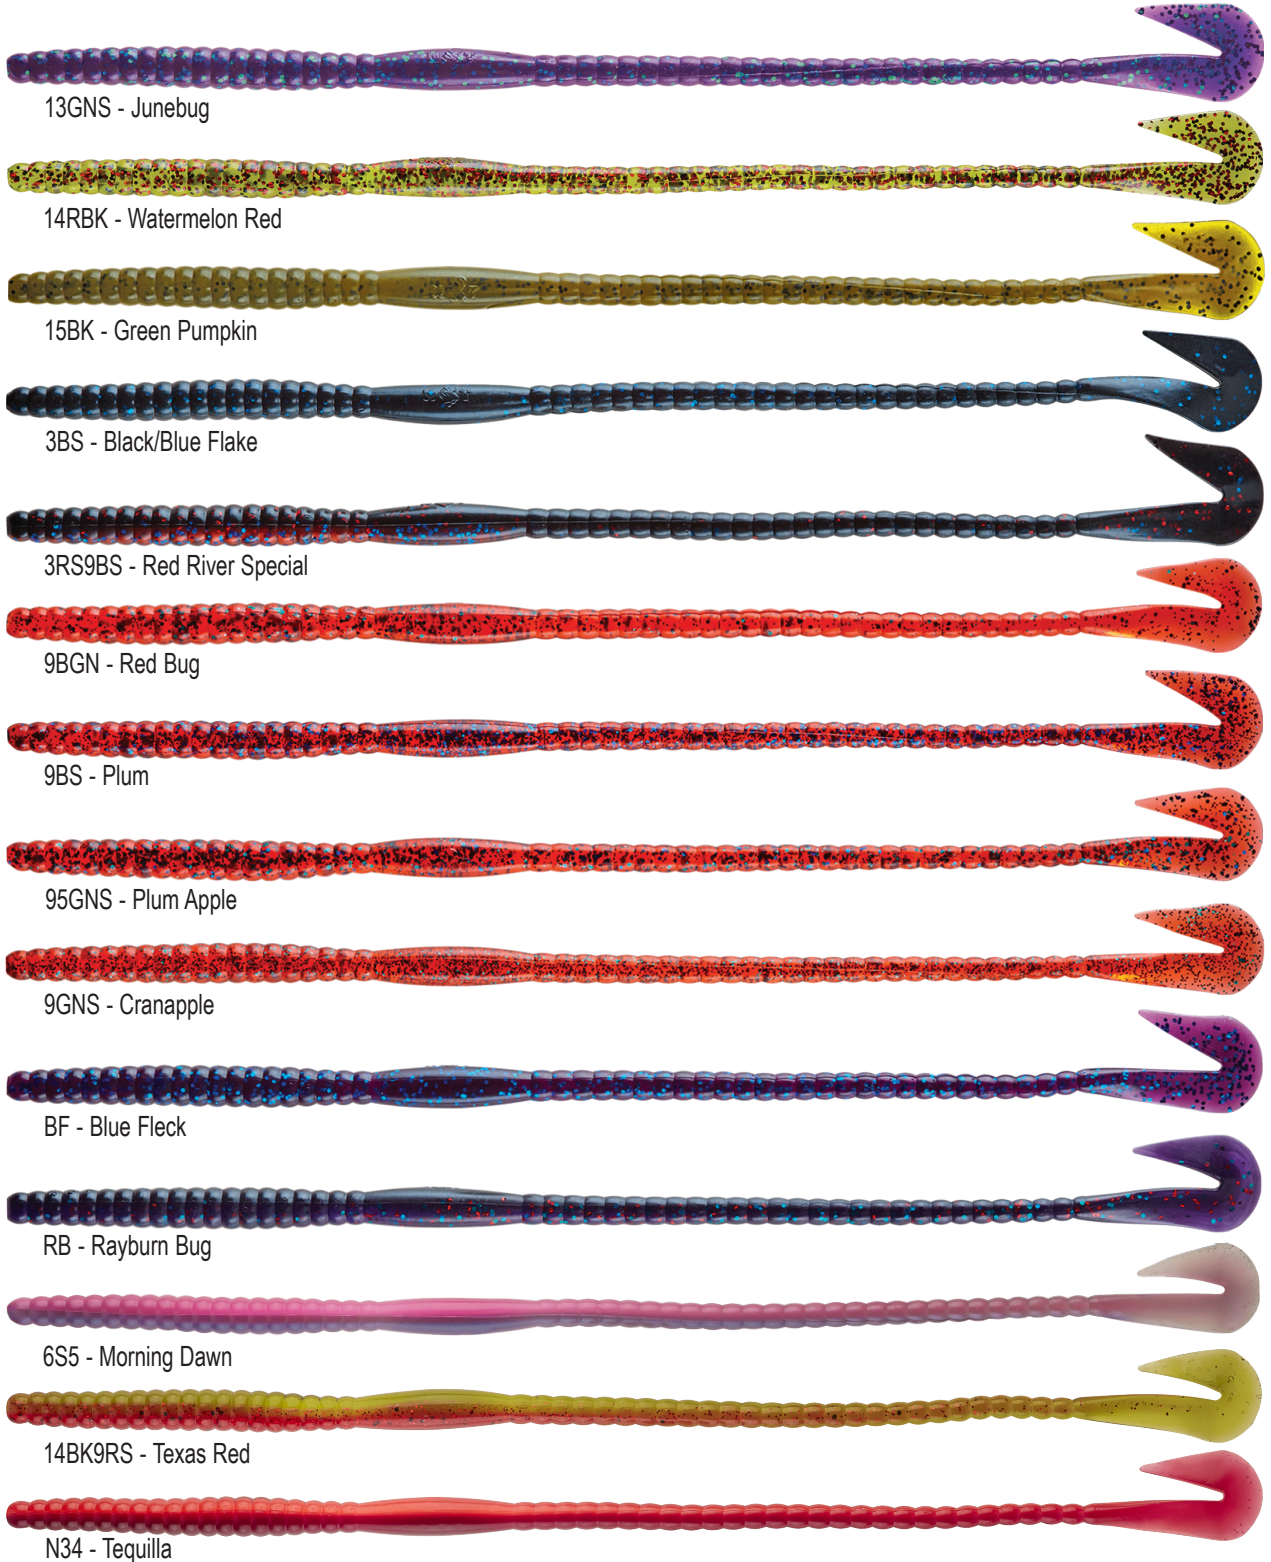 13GNS - Junebug
14RBK - Watermelon Red
15BK - Green Pumpkin
3BS - Black/Blue Flake
3RS9BS - Red River Special
9BGN - Red Bug
9BS - Plum
95GNS - Plum Apple
9GNS - Cranapple
BF - Blue Fleck
RB - Rayburn Bug
6S5 - Morning Dawn
14BK9RS - Texas Red
N34 - Tequilla